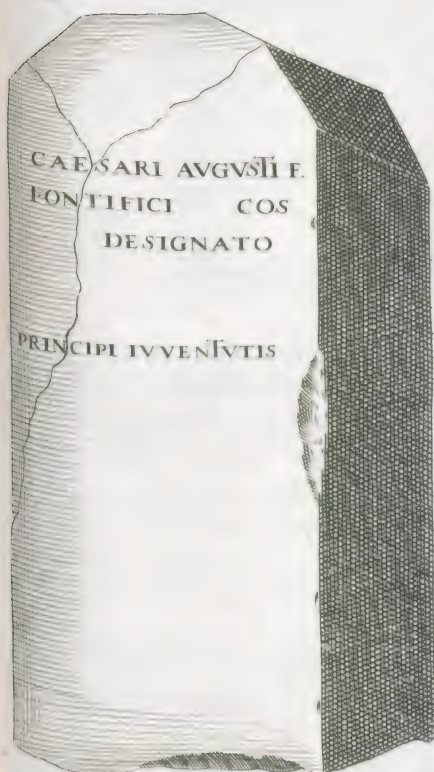 CAESARI AVGVSTI F.
PONTIFICI COS
DESIGNATO
PRINCIPI IVVENTVTIS